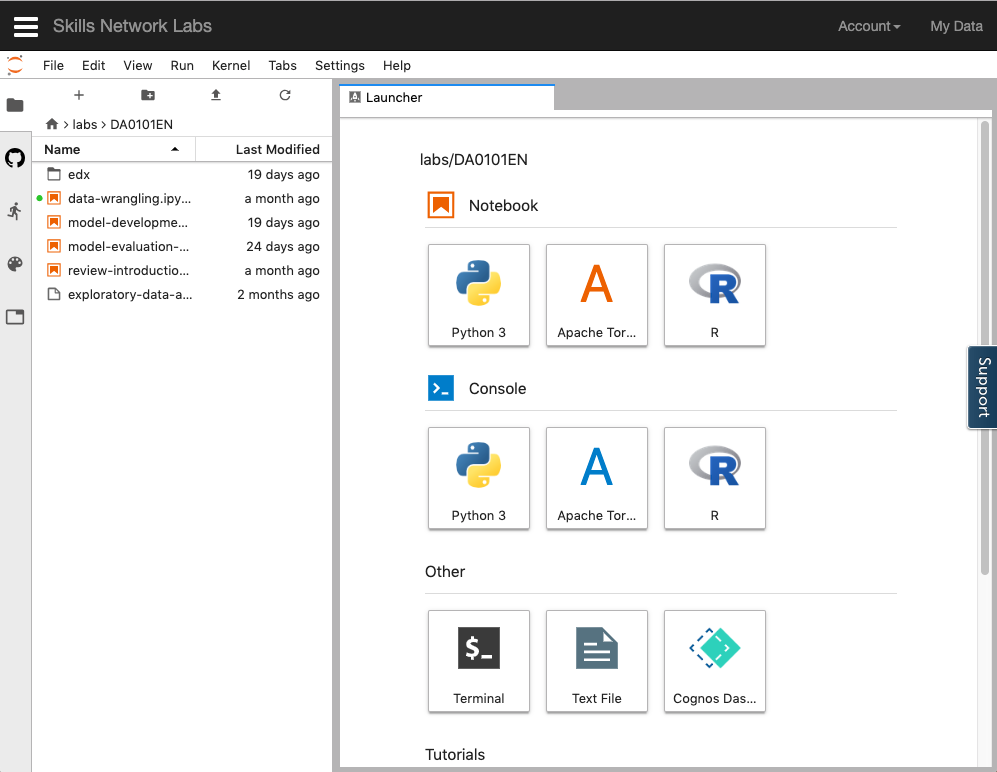 Skills Network Labs
Account
My Data
File Edit View Run Kernel Tabs Settings Help
labs > DA0101EN
Name Last Modified
edx 19 days ago
data-wrangling.ipy... a month ago
model-developme... 19 days ago
model-evaluation-... 24 days ago
review-introductio... a month ago
exploratory-data-a... 2 months ago
Launcher
labs/DA0101EN
Notebook
Python 3
Apache Tor...
R
Console
Python 3
Apache Tor...
R
Other
$_
Terminal
Text File
Cognos Das...
Tutorials
Support